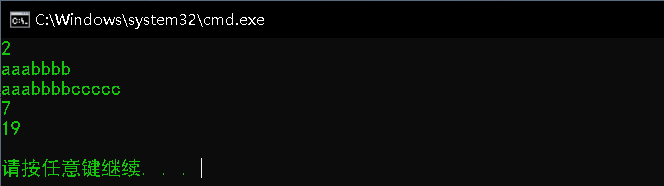 C:\Windows\system32\cmd.exe
2
aaabbbb
aaabbbbccccc
7
19
请按任意键继续. . .